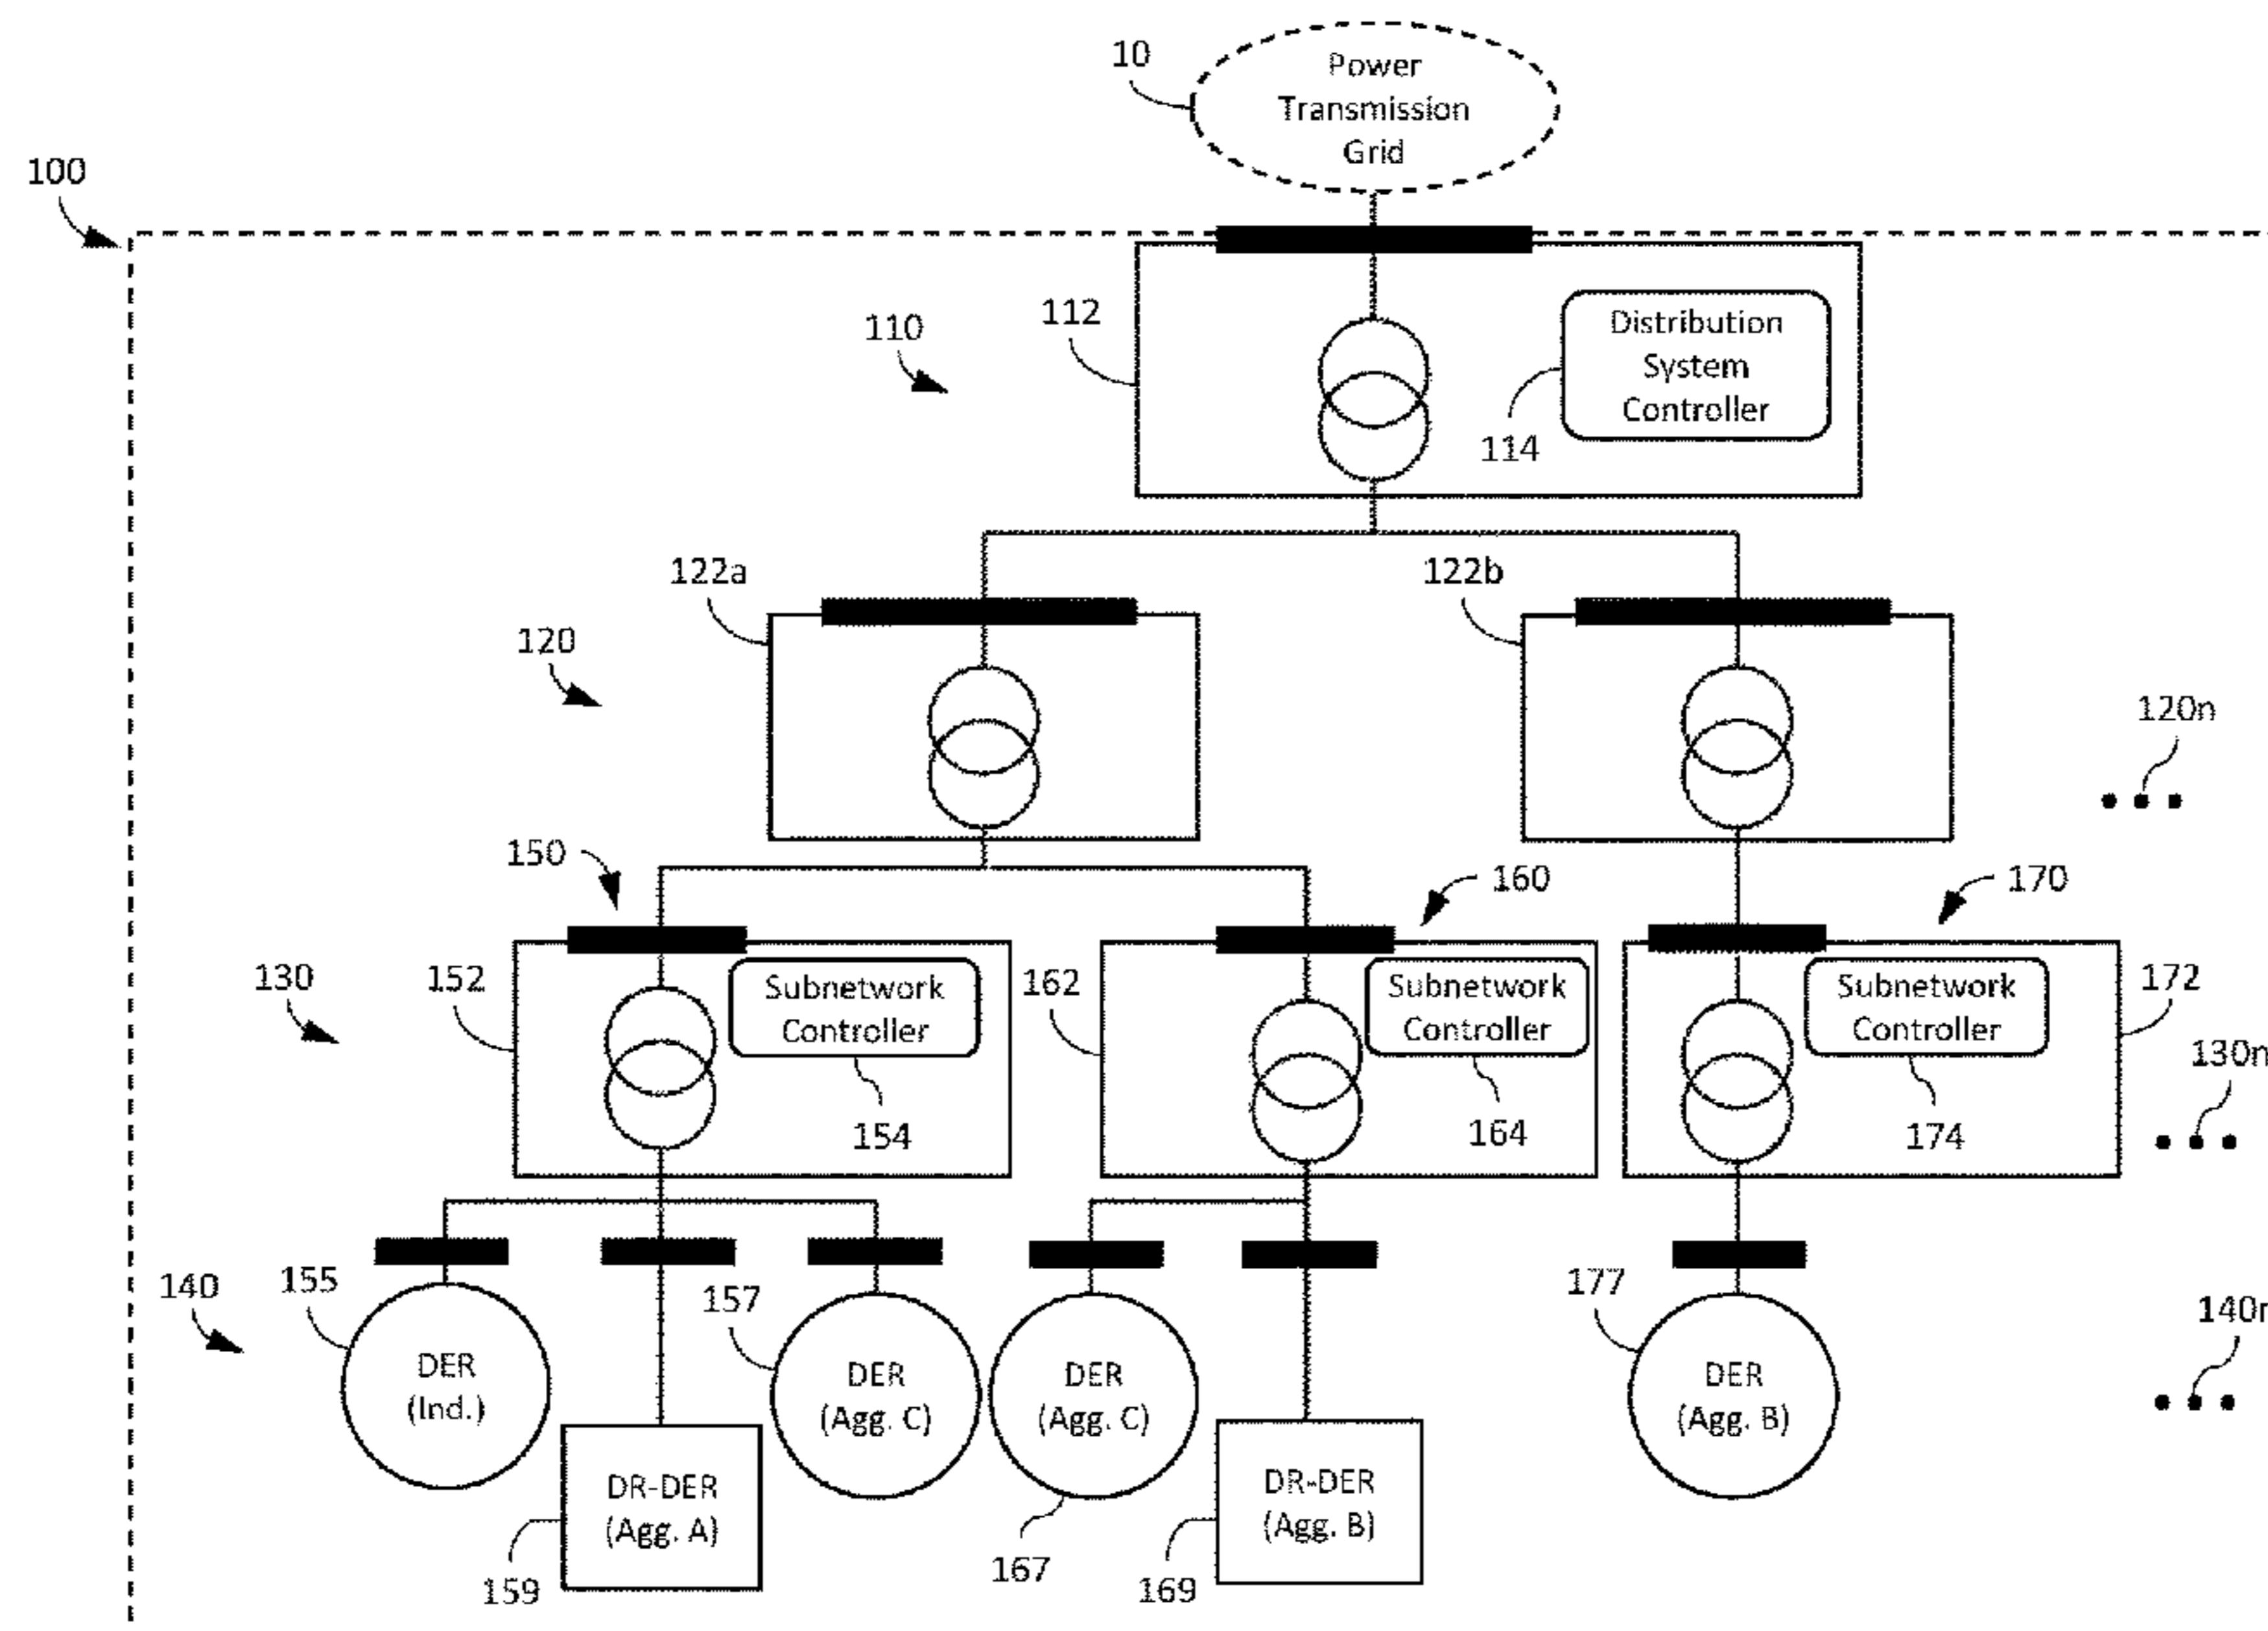 10
Power
Transmission
Grid
100
110
112
Distribution
System
Controller
114
122a
122b
120
120n
150
160
170
130
152
Subnetwork
Controller
154
162
Subnetwork
Controller
164
Subnetwork
Controller
174
172
130n
140
155
DER
(Ind.)
DR-DER
(Agg. A)
159
157
DER
(Agg. C)
DER
(Agg. C)
167
DR-DER
(Agg. B)
169
177
DER
(Agg. B)
140n